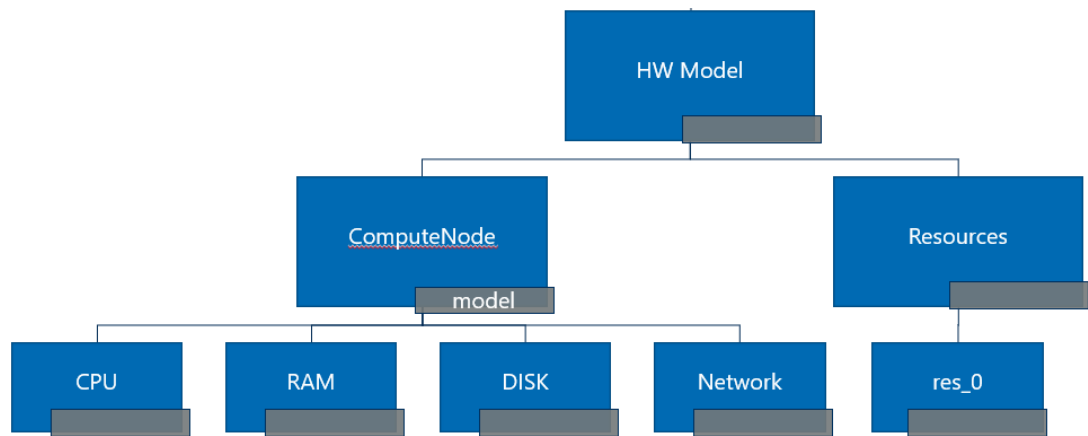 HW Model
ComputeNode
model
Resources
CPU
RAM
DISK
Network
res_0